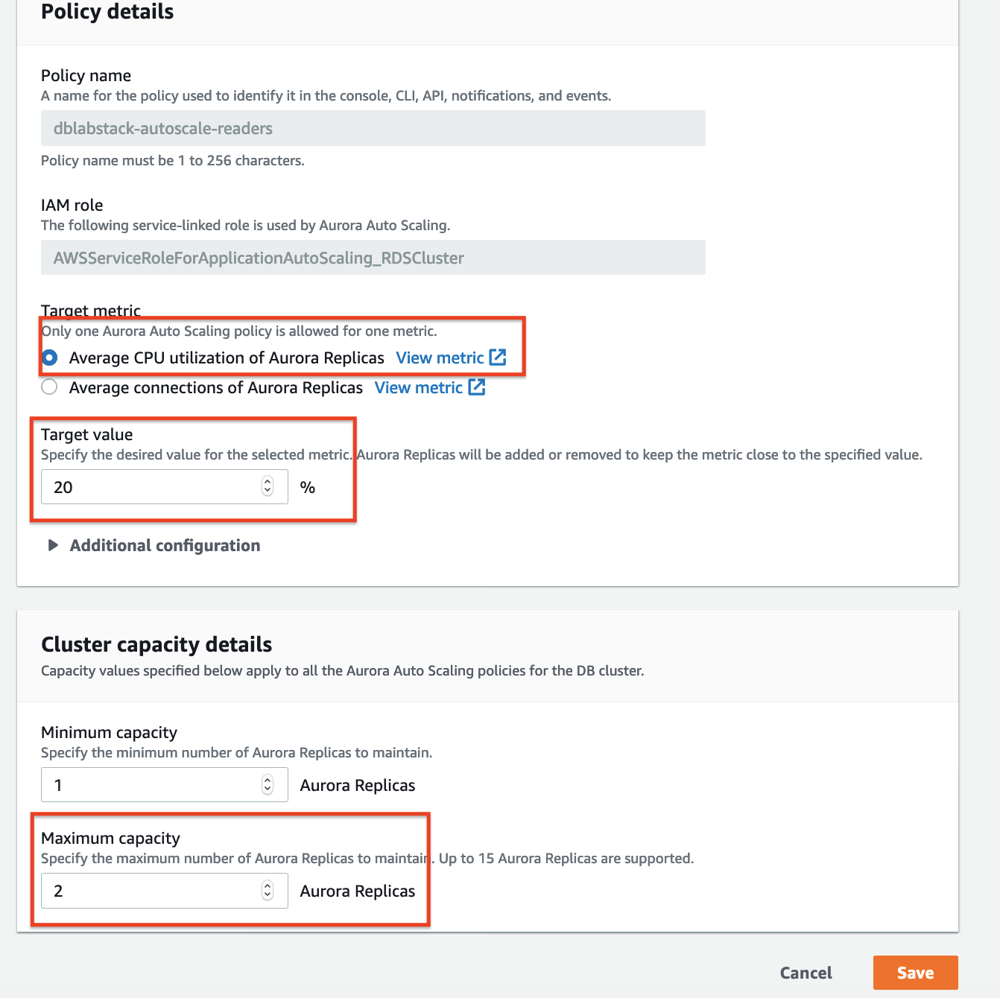 Policy details
Policy name
A name for the policy used to identify it in the console, CLI, API, notifications, and events.
dblabstack-autoscale-readers
Policy name must be 1 to 256 characters.
IAM role
The following service-linked role is used by Aurora Auto Scaling.
AWSServiceRoleForApplicationAutoScaling_RDSCluster
Target metric
Only one Aurora Auto Scaling policy is allowed for one metric.
Average CPU utilization of Aurora Replicas View metric
Average connections of Aurora Replicas View metric
Target value
Specify the desired value for the selected metric. Aurora Replicas will be added or removed to keep the metric close to the specified value.
20 %
Additional configuration
Cluster capacity details
Capacity values specified below apply to all the Aurora Auto Scaling policies for the DB cluster.
Minimum capacity
Specify the minimum number of Aurora Replicas to maintain.
1 Aurora Replicas
Maximum capacity
Specify the maximum number of Aurora Replicas to maintain. Up to 15 Aurora Replicas are supported.
2 Aurora Replicas
Cancel Save